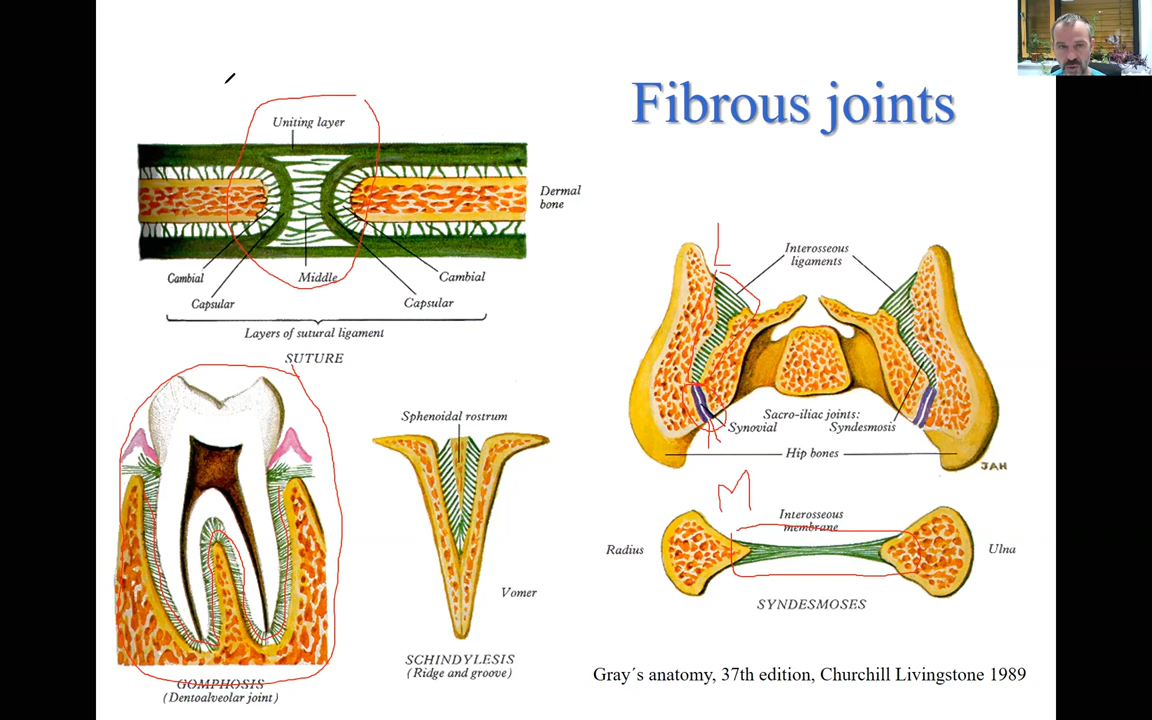 Fibrous joints
Uniting layer
Dermal
bone
Cambial
Middle
Cambial
Capsular
Capsular
Layers of sutural ligament
SUTURE
Interosseous
ligaments
L
Sacro-iliac joints:
Synovial
Syndesmosis
Hip bones
JAH
Sphenoidal rostrum
Vomer
SCHINDYLESIS
(Ridge and groove)
GOMPHOSIS
(Dentoalveolar joint)
M
Interosseous
membrane
Radius
Ulna
SYNDESMOSES
Gray´s anatomy, 37th edition, Churchill Livingstone 1989